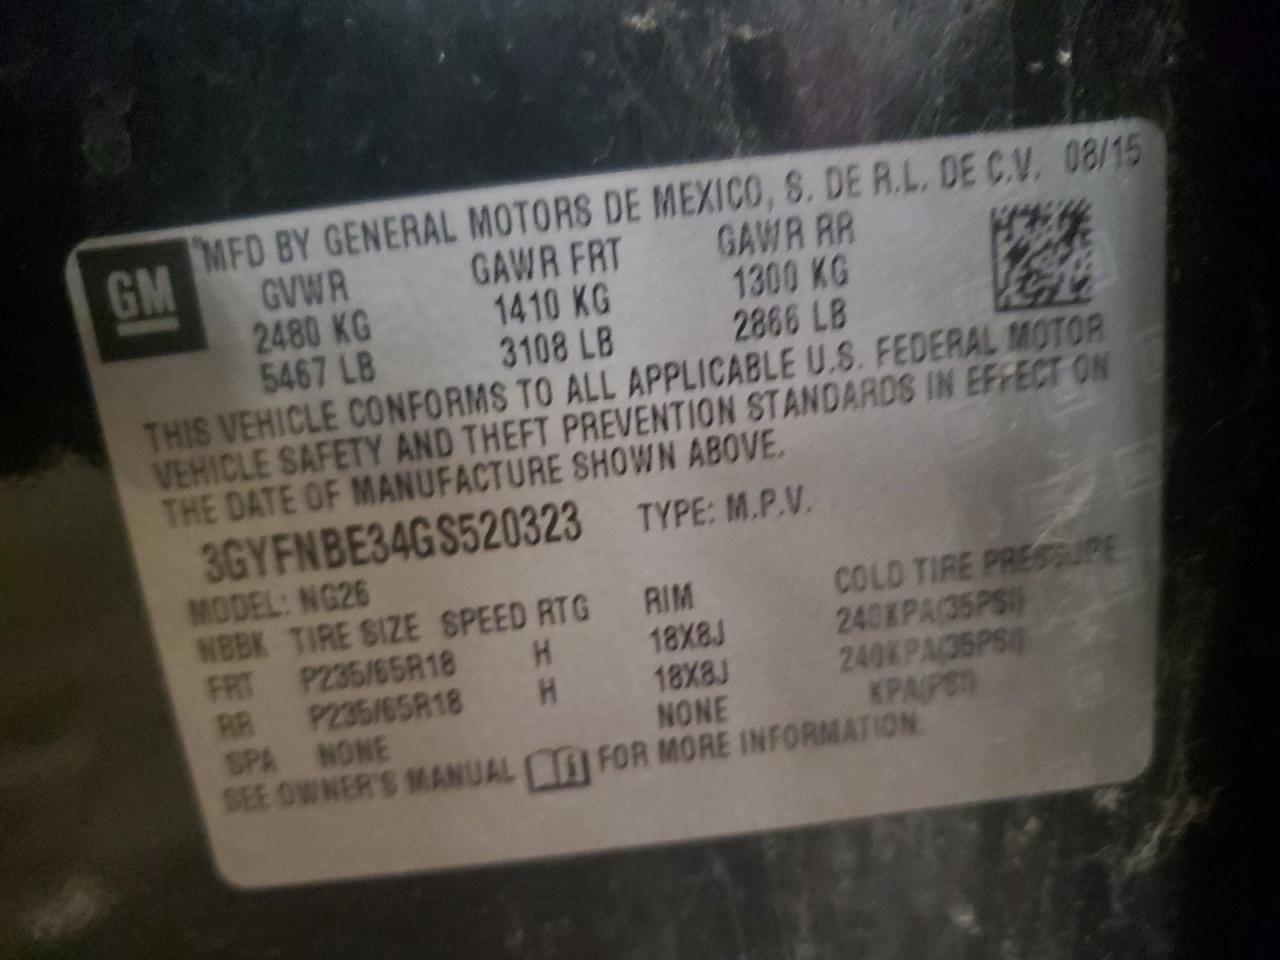 GM
MFD BY GENERAL MOTORS DE MEXICO, S. DE R.L. DE C.V. 08/15
GVWR GAWR FRT GAWR RR
2480 KG 1410 KG 1300 KG
5467 LB 3108 LB 2866 LB
THIS VEHICLE CONFORMS TO ALL APPLICABLE U.S. FEDERAL MOTOR
VEHICLE SAFETY AND THEFT PREVENTION STANDARDS IN EFFECT ON
THE DATE OF MANUFACTURE SHOWN ABOVE.
3GYFNBE34GS520323 TYPE: M.P.V.
MODEL: NG26
NBBK TIRE SIZE SPEED RTG RIM COLD TIRE PRESSURE
FRT P235/65R18 H 18X8J 240KPA(35PSI)
RR P235/65R18 H 18X8J 240KPA(35PSI)
SPA NONE NONE KPA(PSI)
SEE OWNER'S MANUAL FOR MORE INFORMATION.